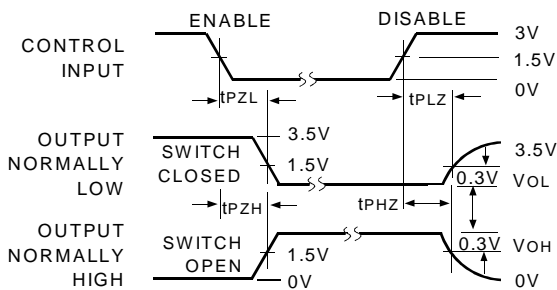 ENABLE DISABLE
CONTROL INPUT
3V
1.5V
0V
tPZL tPLZ
OUTPUT NORMALLY LOW
SWITCH CLOSED
3.5V
1.5V
3.5V
0.3V VOL
tPZH tPHZ
OUTPUT NORMALLY HIGH
SWITCH OPEN
1.5V
0V
0.3V VOH
0V